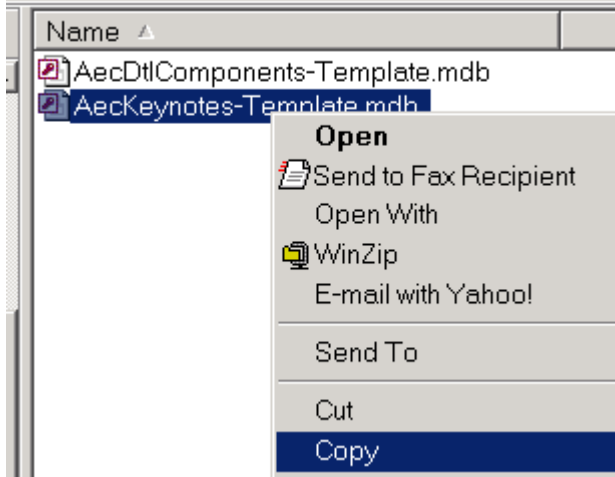 Name
AecDtlComponents-Template.mdb
AecKeynotes-Template.mdb
Open
Send to Fax Recipient
Open With
WinZip
E-mail with Yahoo!
Send To
Cut
Copy